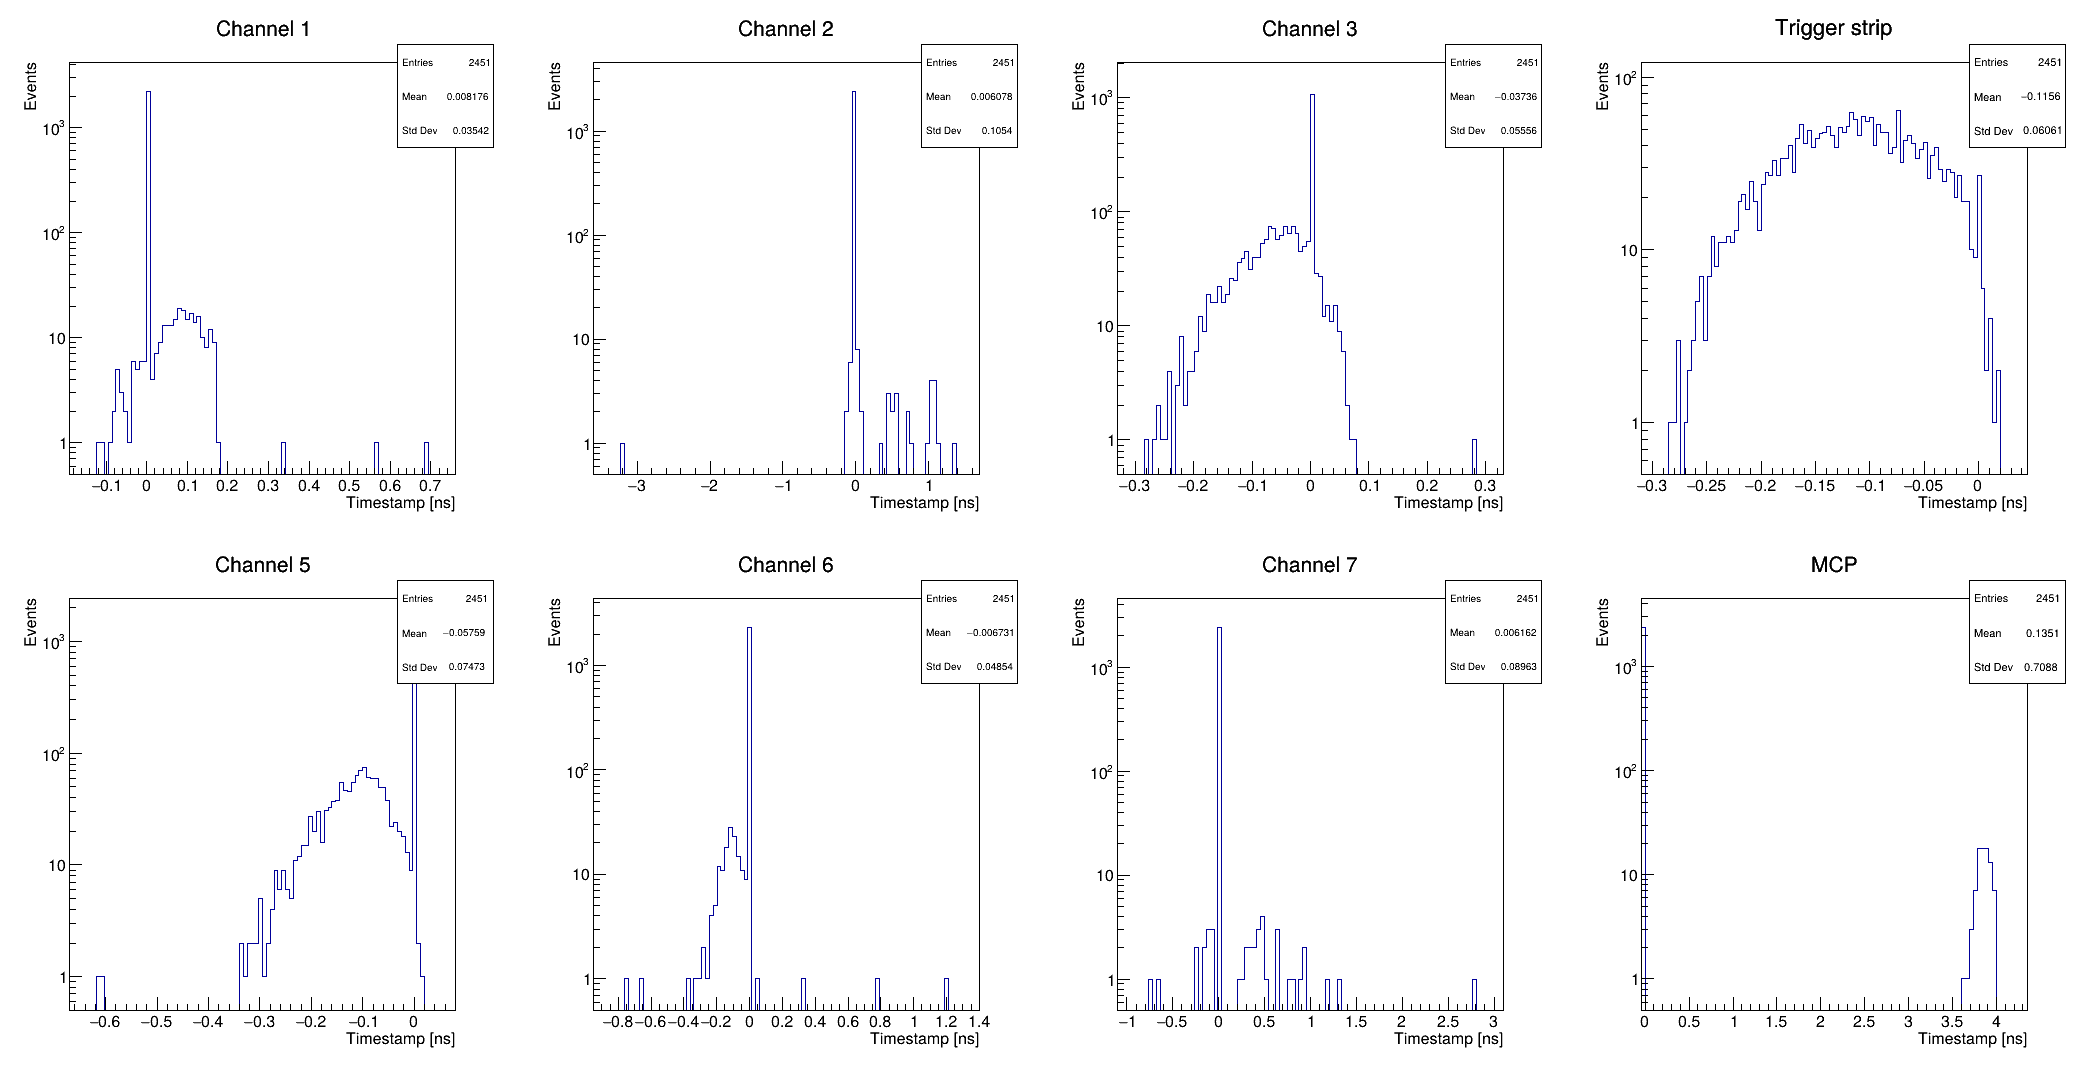 Channel 1
Events
Entries 2451
Mean 0.008176
Std Dev 0.03542
10³
10²
10
1
−0.1 0 0.1 0.2 0.3 0.4 0.5 0.6 0.7
Timestamp [ns]
Channel 2
Events
Entries 2451
Mean 0.006078
Std Dev 0.1054
10³
10²
10
1
−3 −2 −1 0 1
Timestamp [ns]
Channel 3
Events
Entries 2451
Mean −0.03736
Std Dev 0.05556
10³
10²
10
1
−0.3 −0.2 −0.1 0 0.1 0.2 0.3
Timestamp [ns]
Trigger strip
Events
Entries 2451
Mean −0.1156
Std Dev 0.06061
10²
10
1
−0.3 −0.25 −0.2 −0.15 −0.1 −0.05 0
Timestamp [ns]
Channel 5
Events
Entries 2451
Mean −0.05759
Std Dev 0.07473
10³
10²
10
1
−0.6 −0.5 −0.4 −0.3 −0.2 −0.1 0
Timestamp [ns]
Channel 6
Events
Entries 2451
Mean −0.006731
Std Dev 0.04854
10³
10²
10
1
−0.8 −0.6 −0.4 −0.2 0 0.2 0.4 0.6 0.8 1 1.2 1.4
Timestamp [ns]
Channel 7
Events
Entries 2451
Mean 0.006162
Std Dev 0.08963
10³
10²
10
1
−1 −0.5 0 0.5 1 1.5 2 2.5 3
Timestamp [ns]
MCP
Events
Entries 2451
Mean 0.1351
Std Dev 0.7088
10³
10²
10
1
0 0.5 1 1.5 2 2.5 3 3.5 4
Timestamp [ns]